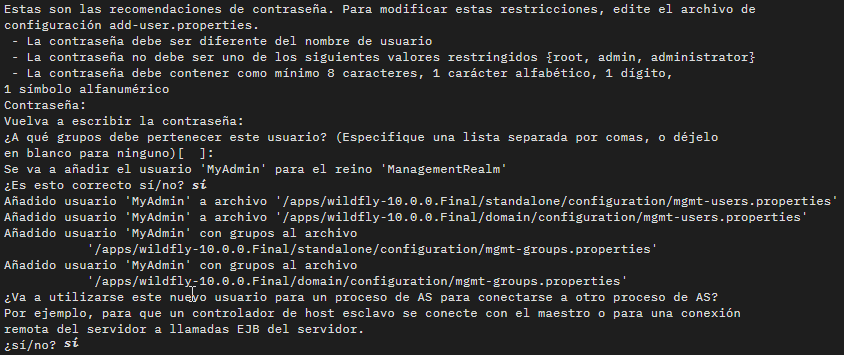 Estas son las recomendaciones de contraseña. Para modificar estas restricciones, edite el archivo de
configuración add-user.properties.
- La contraseña debe ser diferente del nombre de usuario
- La contraseña no debe ser uno de los siguientes valores restringidos {root, admin, administrator}
- La contraseña debe contener como mínimo 8 caracteres, 1 carácter alfabético, 1 dígito,
1 símbolo alfanumérico
Contraseña:
Vuelva a escribir la contraseña:
¿A qué grupos debe pertenecer este usuario? (Especifique una lista separada por comas, o déjelo
en blanco para ninguno)[  ]:
Se va a añadir el usuario 'MyAdmin' para el reino 'ManagementRealm'
¿Es esto correcto sí/no? sí
Añadido usuario 'MyAdmin' a archivo '/apps/wildfly-10.0.0.Final/standalone/configuration/mgmt-users.properties'
Añadido usuario 'MyAdmin' a archivo '/apps/wildfly-10.0.0.Final/domain/configuration/mgmt-users.properties'
Añadido usuario 'MyAdmin' con grupos al archivo
'/apps/wildfly-10.0.0.Final/standalone/configuration/mgmt-groups.properties'
Añadido usuario 'MyAdmin' con grupos al archivo
'/apps/wildfly-10.0.0.Final/domain/configuration/mgmt-groups.properties'
¿Va a utilizarse este nuevo usuario para un proceso de AS para conectarse a otro proceso de AS?
Por ejemplo, para que un controlador de host esclavo se conecte con el maestro o para una conexión
remota del servidor a llamadas EJB del servidor.
¿sí/no? sí